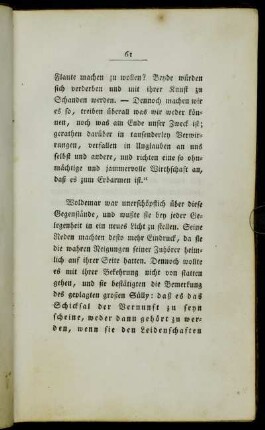 61
Flaute machen zu wollen? Beyde würden
sich verderben und mit ihrer Kunst zu
Schanden werden. — Dennoch machen wir
es so, treiben überall was wir weder kön-
nen, noch was am Ende unser Zweck ist;
gerathen darüber in tausenderley Verwir-
rungen, verfallen in Unglauben an uns
selbst und andere, und richten eine so ohn-
mächtige und jammervolle Wirthschaft an,
daß es zum Erbarmen ist.“
Woldemar war unerschöpflich über diese
Gegenstände, und wußte sie bey jeder Ge-
legenheit in ein neues Licht zu stellen. Seine
Reden machten desto mehr Eindruck, da sie
die wahren Neigungen seiner Zuhörer heim-
lich auf ihrer Seite hatten. Dennoch wollte
es mit ihrer Bekehrung nicht von statten
gehen, und sie bestätigten die Bemerkung
des geplagten großen Sülly: daß es das
Schicksal der Vernunft zu seyn
scheine, weder dann gehört zu wer-
den, wenn sie den Leidenschaften